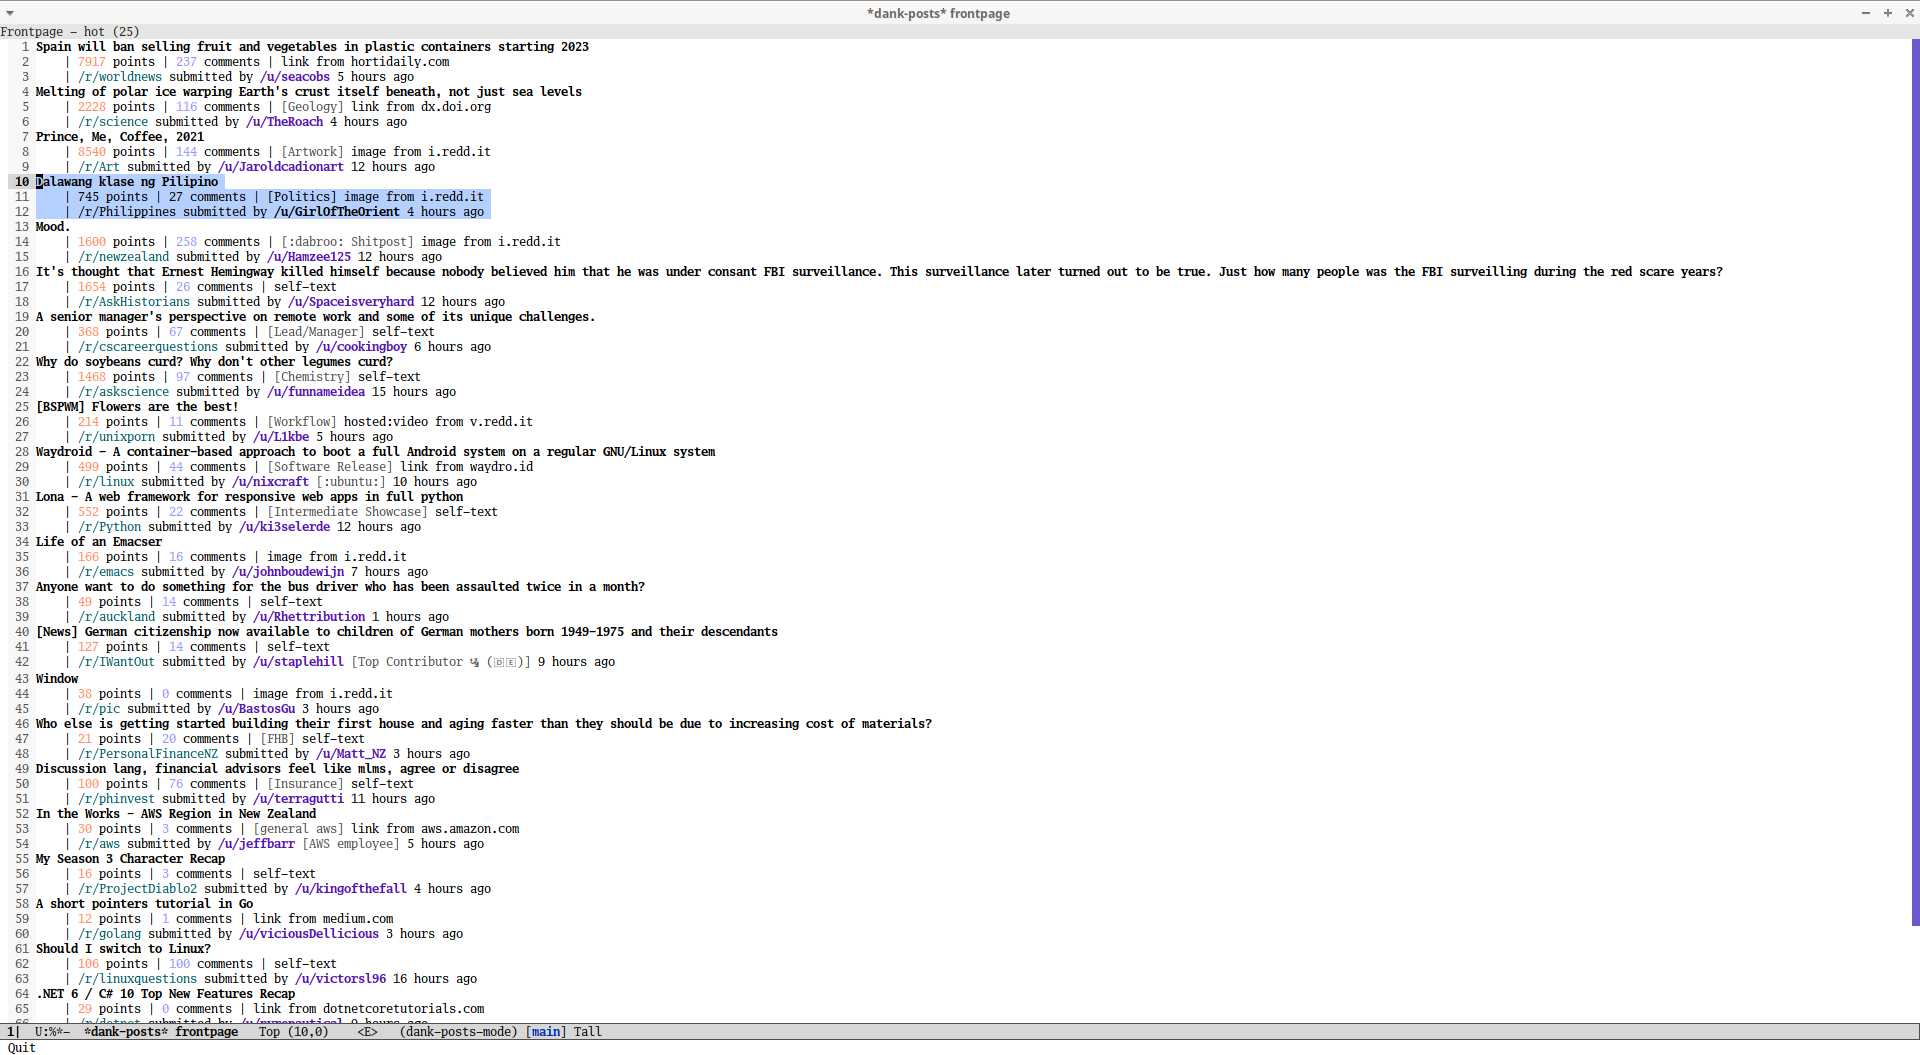 *dank-posts* frontpage
Frontpage – hot (25)
1 Spain will ban selling fruit and vegetables in plastic containers starting 2023
2 | 7917 points | 237 comments | link from hortidaily.com
3 | /r/worldnews submitted by /u/seacobs 5 hours ago
4 Melting of polar ice warping Earth's crust itself beneath, not just sea levels
5 | 2228 points | 116 comments | [Geology] link from dx.doi.org
6 | /r/science submitted by /u/TheRoach 4 hours ago
7 Prince, Me, Coffee, 2021
8 | 8540 points | 144 comments | [Artwork] image from i.redd.it
9 | /r/Art submitted by /u/Jaroldcadionart 12 hours ago
10 Dalawang klase ng Pilipino
11 | 745 points | 27 comments | [Politics] image from i.redd.it
12 | /r/Philippines submitted by /u/GirlOfTheOrient 4 hours ago
13 Mood.
14 | 1600 points | 258 comments | [:dabroo: Shitpost] image from i.redd.it
15 | /r/newzealand submitted by /u/Hamzee125 12 hours ago
16 It's thought that Ernest Hemingway killed himself because nobody believed him that he was under consant FBI surveillance. This surveillance later turned out to be true. Just how many people was the FBI surveilling during the red scare years?
17 | 1654 points | 26 comments | self-text
18 | /r/AskHistorians submitted by /u/Spaceisveryhard 12 hours ago
19 A senior manager's perspective on remote work and some of its unique challenges.
20 | 368 points | 67 comments | [Lead/Manager] self-text
21 | /r/cscareerquestions submitted by /u/cookingboy 6 hours ago
22 Why do soybeans curd? Why don't other legumes curd?
23 | 1468 points | 97 comments | [Chemistry] self-text
24 | /r/askscience submitted by /u/funnameidea 15 hours ago
25 [BSPWM] Flowers are the best!
26 | 214 points | 11 comments | [Workflow] hosted:video from v.redd.it
27 | /r/unixporn submitted by /u/L1kbe 5 hours ago
28 Waydroid - A container-based approach to boot a full Android system on a regular GNU/Linux system
29 | 499 points | 44 comments | [Software Release] link from waydro.id
30 | /r/linux submitted by /u/nixcraft [:ubuntu:] 10 hours ago
31 Lona - A web framework for responsive web apps in full python
32 | 552 points | 22 comments | [Intermediate Showcase] self-text
33 | /r/Python submitted by /u/ki3selerde 12 hours ago
34 Life of an Emacser
35 | 166 points | 16 comments | image from i.redd.it
36 | /r/emacs submitted by /u/johnboudewijn 7 hours ago
37 Anyone want to do something for the bus driver who has been assaulted twice in a month?
38 | 49 points | 14 comments | self-text
39 | /r/auckland submitted by /u/Rhettribution 1 hours ago
40 [News] German citizenship now available to children of German mothers born 1949-1975 and their descendants
41 | 127 points | 14 comments | self-text
42 | /r/IWantOut submitted by /u/staplehill [Top Contributor (🇩🇪)] 9 hours ago
43 Window
44 | 38 points | 0 comments | image from i.redd.it
45 | /r/pic submitted by /u/BastosGu 3 hours ago
46 Who else is getting started building their first house and aging faster than they should be due to increasing cost of materials?
47 | 21 points | 20 comments | [FHB] self-text
48 | /r/PersonalFinanceNZ submitted by /u/Matt_NZ 3 hours ago
49 Discussion lang, financial advisors feel like mlms, agree or disagree
50 | 100 points | 76 comments | [Insurance] self-text
51 | /r/phinvest submitted by /u/terragutti 11 hours ago
52 In the Works - AWS Region in New Zealand
53 | 30 points | 3 comments | [general aws] link from aws.amazon.com
54 | /r/aws submitted by /u/jeffbarr [AWS employee] 5 hours ago
55 My Season 3 Character Recap
56 | 16 points | 3 comments | self-text
57 | /r/ProjectDiablo2 submitted by /u/kingofthefall 4 hours ago
58 A short pointers tutorial in Go
59 | 12 points | 1 comments | link from medium.com
60 | /r/golang submitted by /u/viciousDellicious 3 hours ago
61 Should I switch to Linux?
62 | 106 points | 100 comments | self-text
63 | /r/linuxquestions submitted by /u/victorsl96 16 hours ago
64 .NET 6 / C# 10 Top New Features Recap
65 | 29 points | 0 comments | link from dotnetcoretutorials.com
1| U:%*- *dank-posts* frontpage Top (10,0) <E> (dank-posts-mode) [main] Tall
Quit